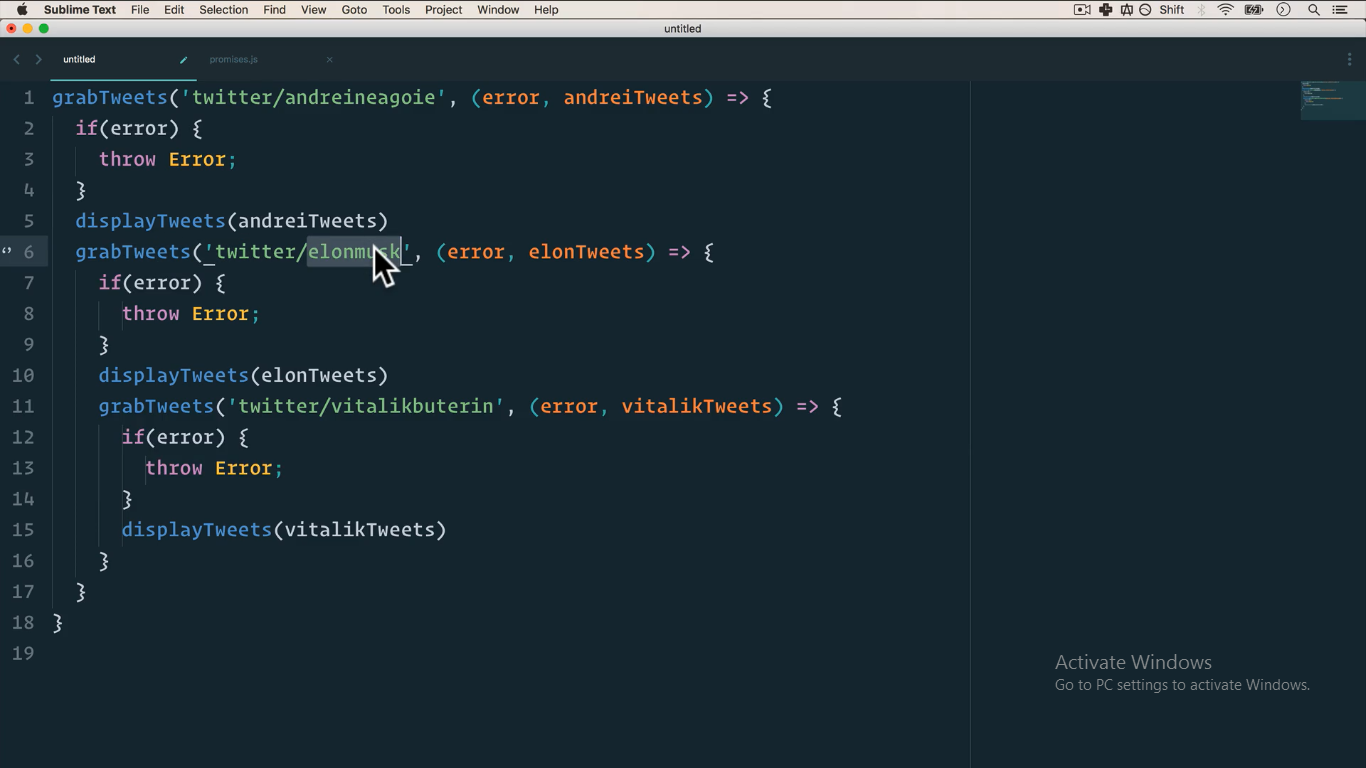 Sublime Text File Edit Selection Find View Goto Tools Project Window Help Shift
untitled
untitled promises.js ×
1 grabTweets('twitter/andreineagoie', (error, andreiTweets) => {
2 if(error) {
3 throw Error;
4 }
5 displayTweets(andreiTweets)
6 grabTweets('twitter/elonmusk', (error, elonTweets) => {
7 if(error) {
8 throw Error;
9 }
10 displayTweets(elonTweets)
11 grabTweets('twitter/vitalikbuterin', (error, vitalikTweets) => {
12 if(error) {
13 throw Error;
14 }
15 displayTweets(vitalikTweets)
16 }
17 }
18 }
19
Activate Windows
Go to PC settings to activate Windows.